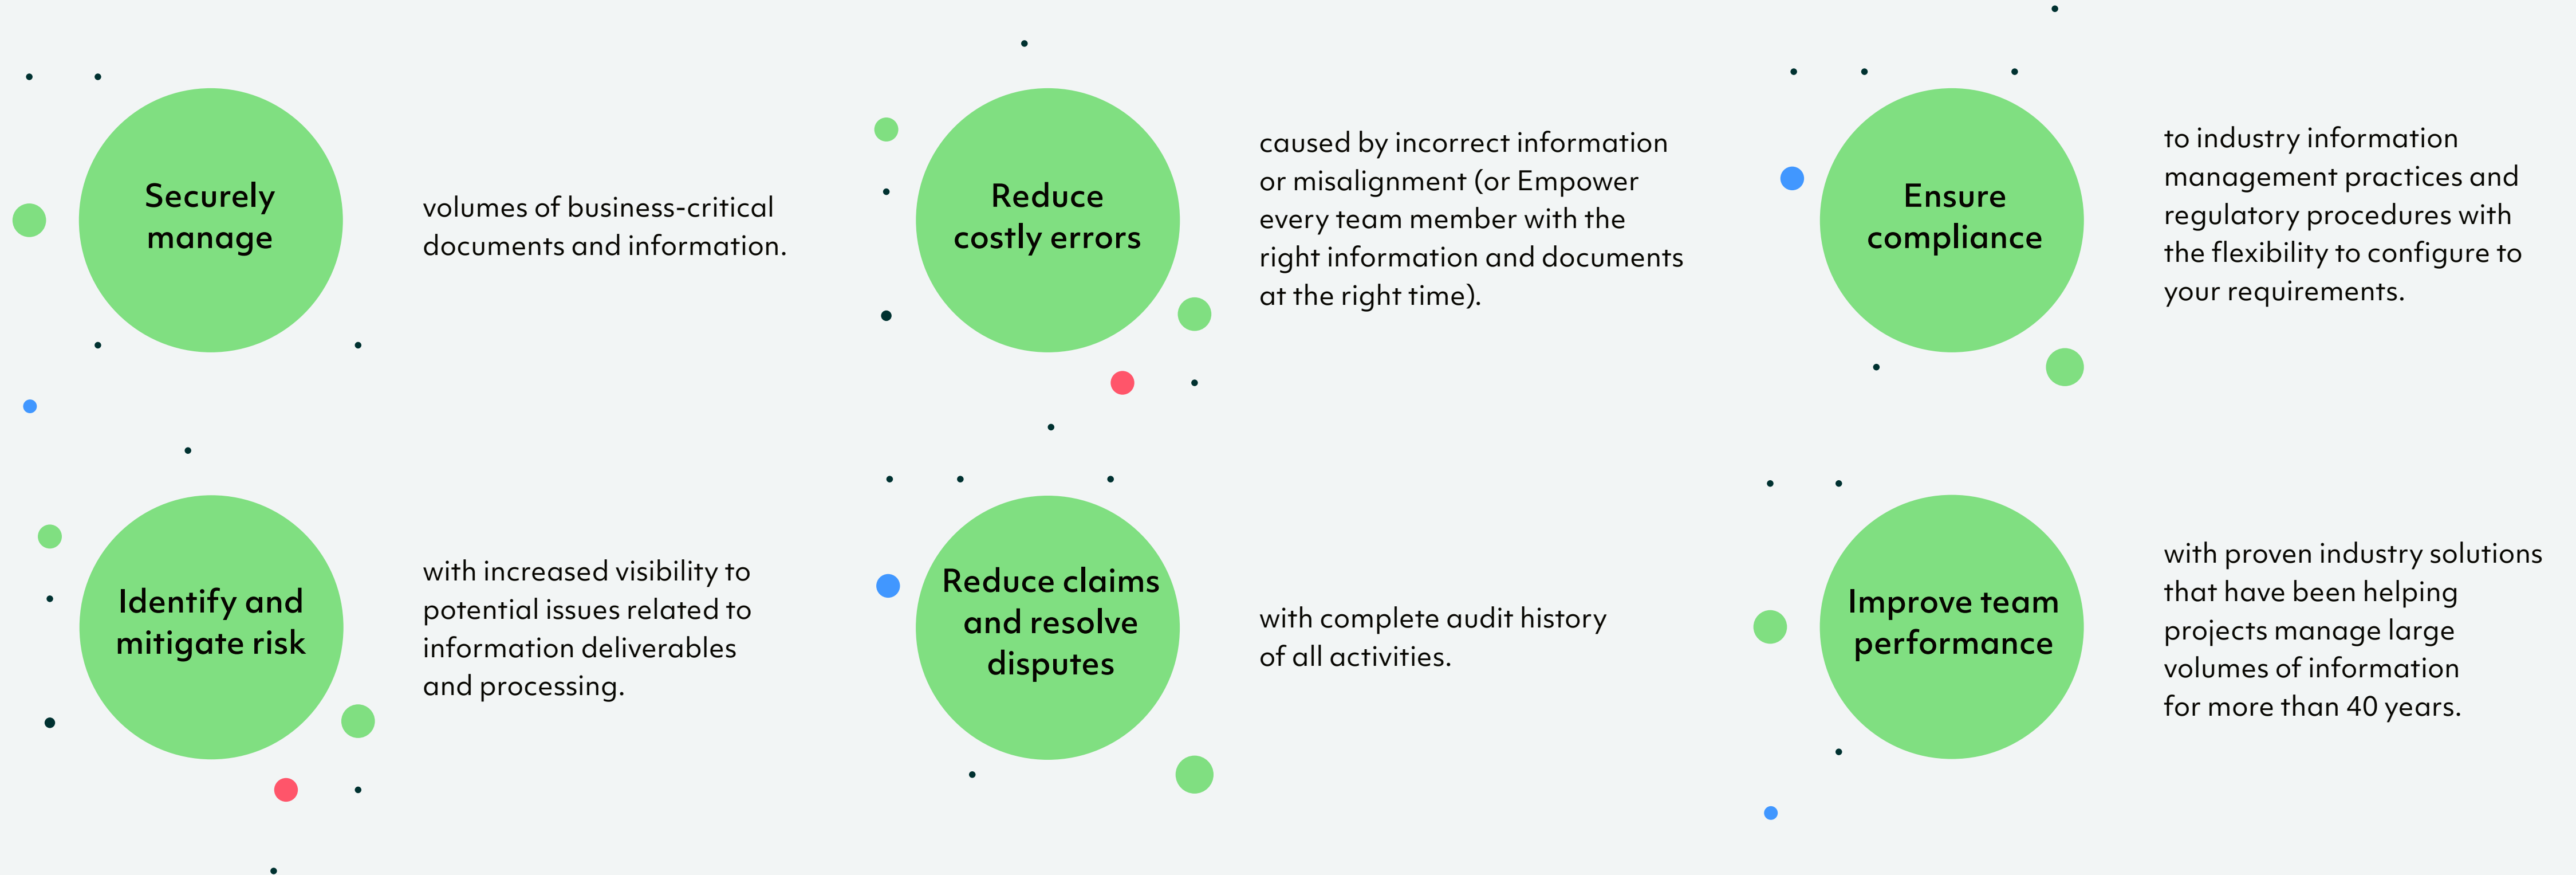 Securely
manage
volumes of business-critical
documents and information.
Reduce
costly errors
caused by incorrect information
or misalignment (or Empower
every team member with the
right information and documents
at the right time).
Ensure
compliance
to industry information
management practices and
regulatory procedures with
the flexibility to configure to
your requirements.
Identify and
mitigate risk
with increased visibility to
potential issues related to
information deliverables
and processing.
Reduce claims
and resolve
disputes
with complete audit history
of all activities.
Improve team
performance
with proven industry solutions
that have been helping
projects manage large
volumes of information
for more than 40 years.